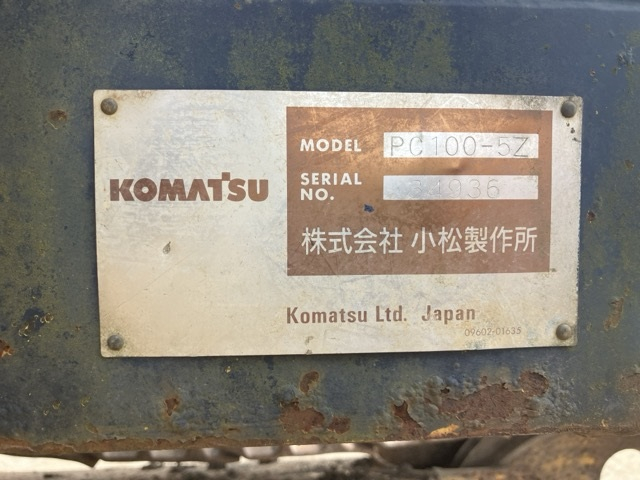 KOMATSU
MODEL PC100-5Z
SERIAL NO.
株式会社 小松製作所
Komatsu Ltd. Japan
09602-01635